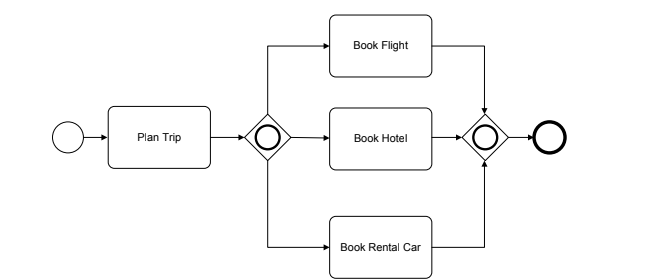 Book Flight
Plan Trip
Book Hotel
Book Rental Car